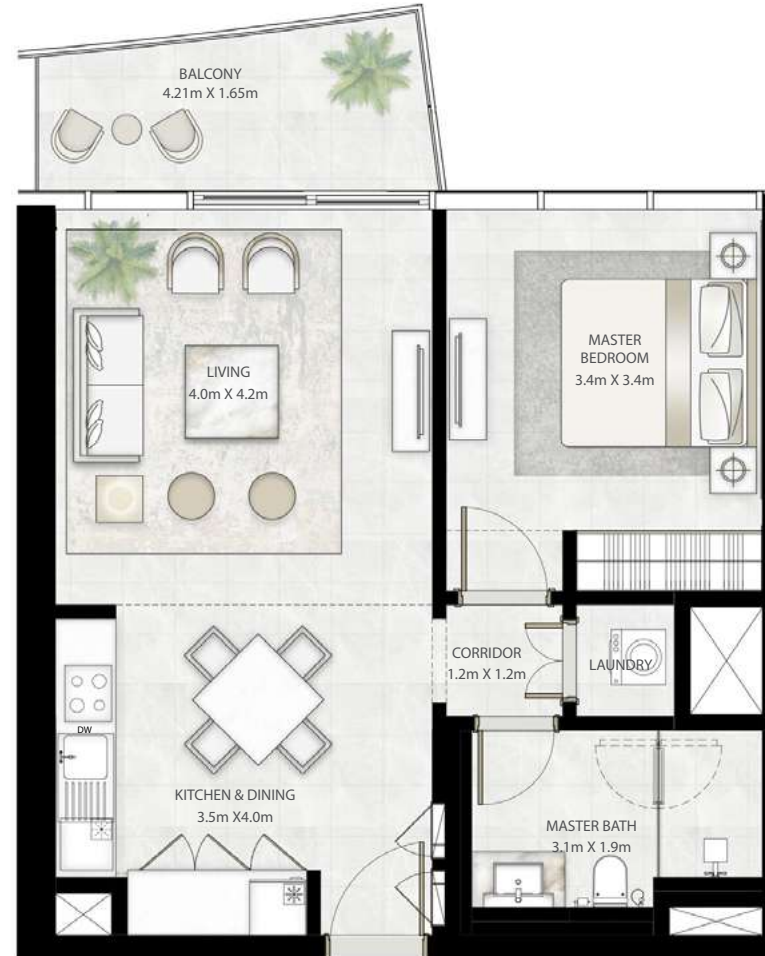 BALCONY
4.21m X 1.65m
LIVING
4.0m X 4.2m
MASTER
BEDROOM
3.4m X 3.4m
CORRIDOR
1.2m X 1.2m
LAUNDRY
DW
KITCHEN & DINING
3.5m X4.0m
MASTER BATH
3.1m X 1.9m